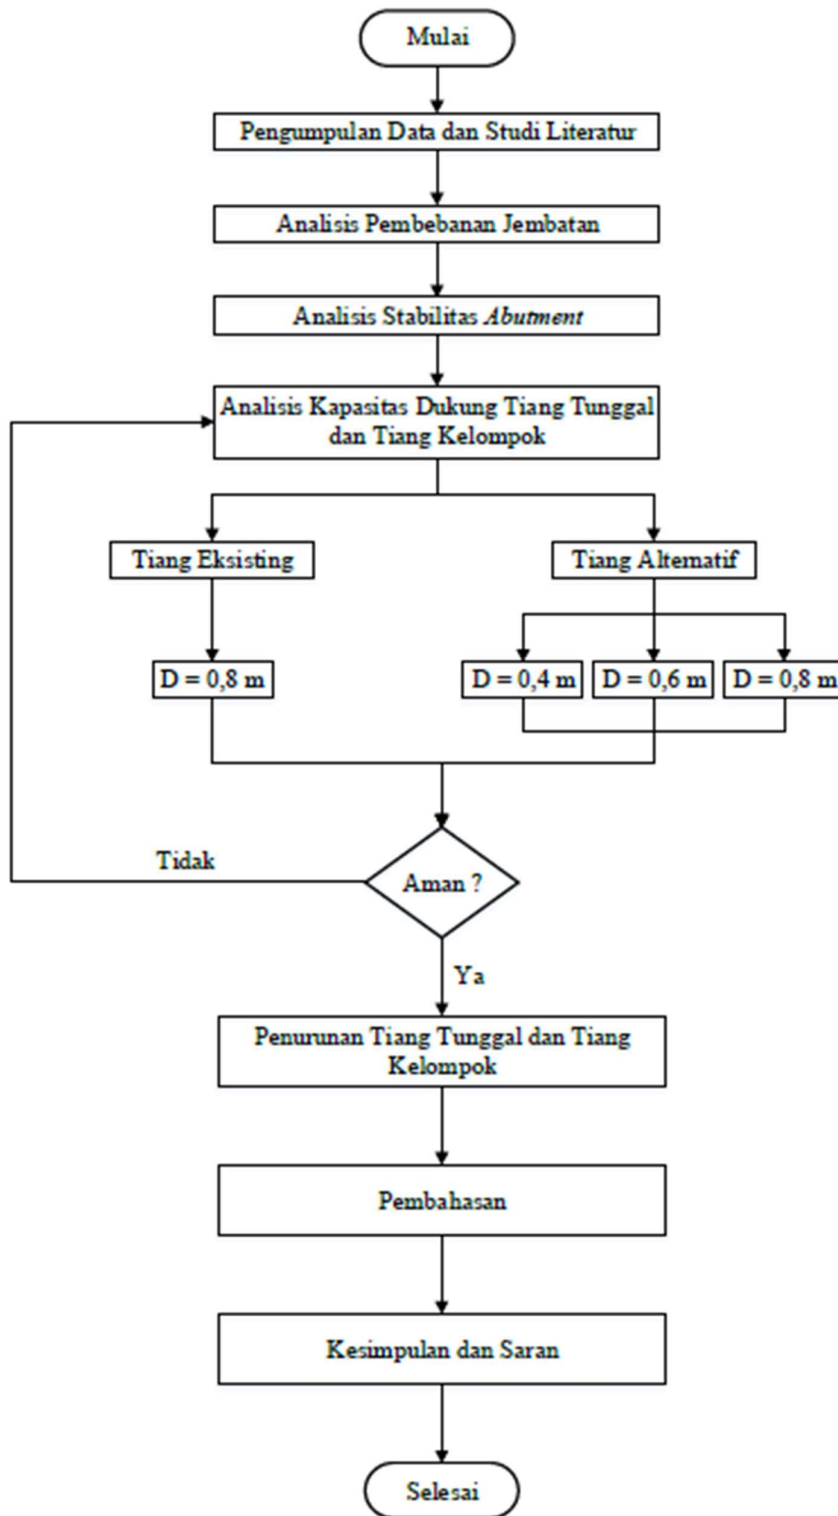 Mulai
Pengumpulan Data dan Studi Literatur
Analisis Pembebanan Jembatan
Analisis Stabilitas Abutment
Analisis Kapasitas Dukung Tiang Tunggal
dan Tiang Kelompok
Tiang Eksisting
Tiang Alternatif
D = 0,8 m
D = 0,4 m
D = 0,6 m
D = 0,8 m
Tidak
Aman ?
Ya
Penurunan Tiang Tunggal dan Tiang
Kelompok
Pembahasan
Kesimpulan dan Saran
Selesai